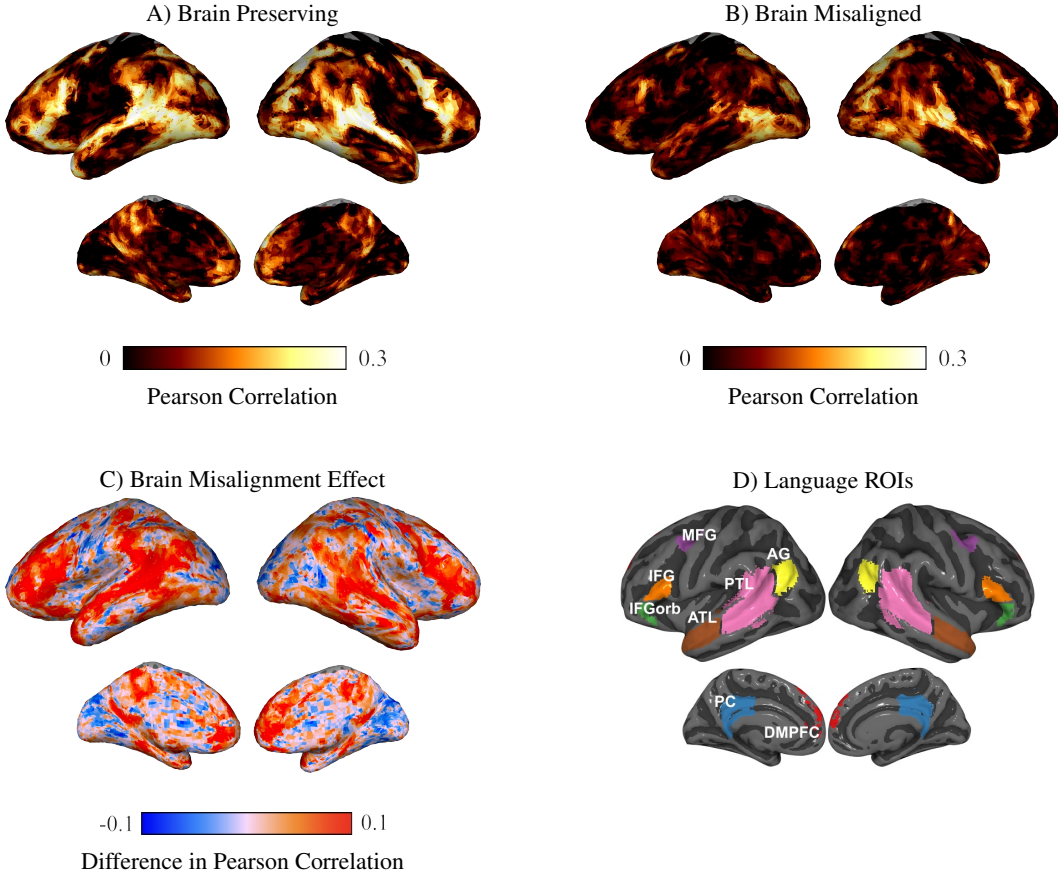 A) Brain Preserving
B) Brain Misaligned
0 0.3
Pearson Correlation
0 0.3
Pearson Correlation
C) Brain Misalignment Effect
-0.1 0.1
Difference in Pearson Correlation
D) Language ROIs
MFG
AG
IFG
PTL
IFGorb
ATL
PC
DMPFC